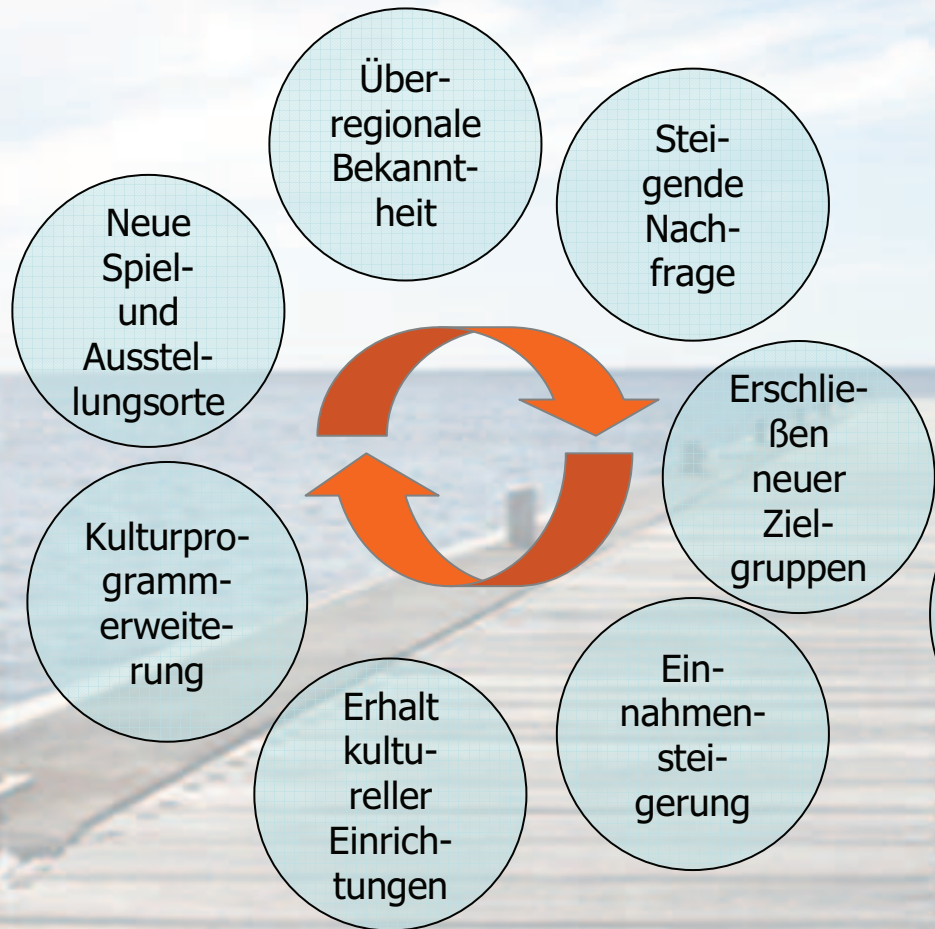 Über-
regionale
Bekannt-
heit
Stei-
gende
Nach-
frage
Erschlie-
ßen
neuer
Ziel-
gruppen
Ein-
nahmen-
stei-
gerung
Erhalt
kultu-
reller
Einrich-
tungen
Kulturpro-
gramm-
erweite-
rung
Neue
Spiel-
und
Ausstel-
lungsorte